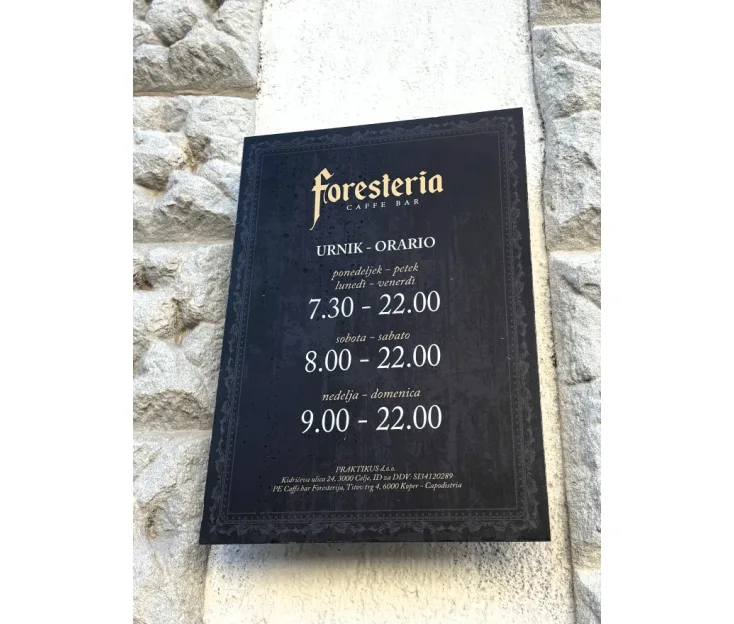 Foresteria
CAFFE BAR
URNIK - ORARIO
ponedeljek - petek
lunedì - venerdì
7.30 - 22.00
sobota - sabato
8.00 - 22.00
nedelja - domenica
9.00 - 22.00
PRAKTIKUS d.o.o.
Kidričeva ulica 24, 3000 Celje, ID za DDV: SI34120289
PE Caffe bar Foresterija, Titov trg 4, 6000 Koper - Capodistria